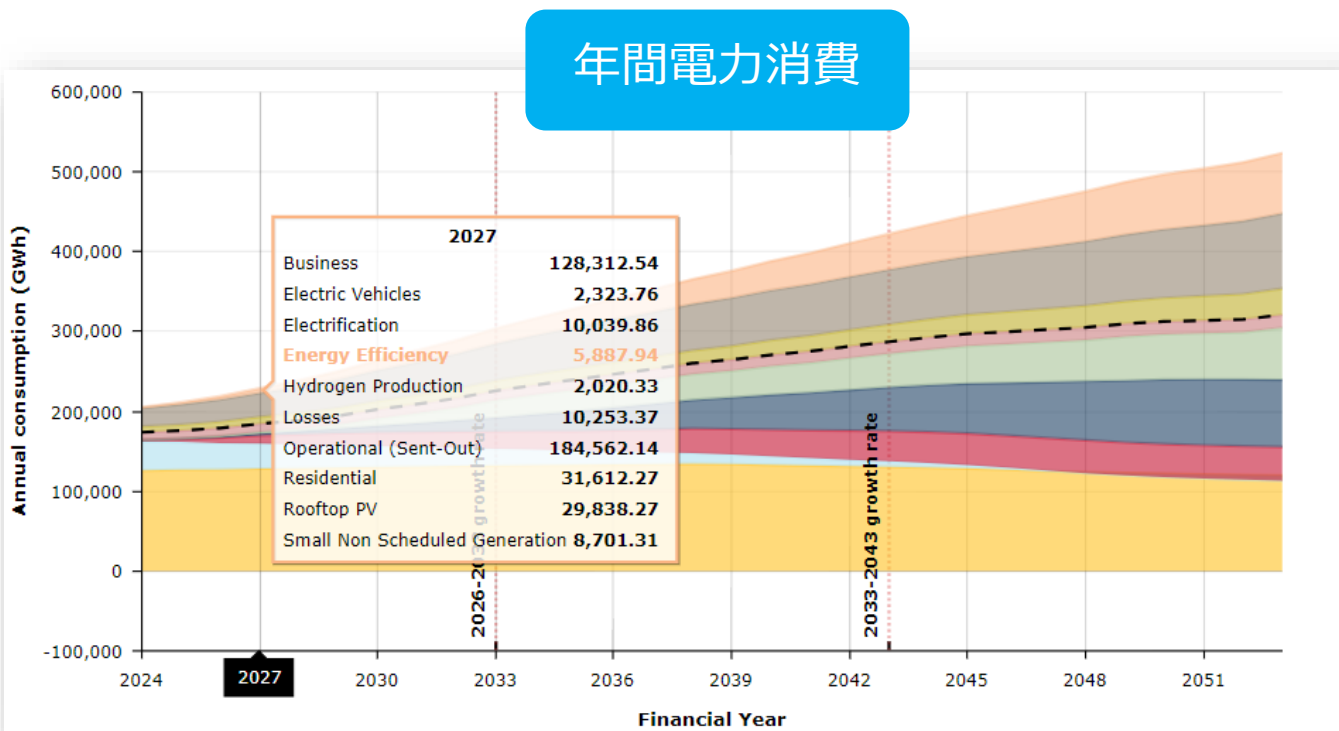 年間電力消費
600,000
500,000
400,000
300,000
200,000
100,000
0
-100,000
Annual consumption (GWh)
2027
Business 128,312.54
Electric Vehicles 2,323.76
Electrification 10,039.86
Energy Efficiency 5,887.94
Hydrogen Production 2,020.33
Losses 10,253.37
Operational (Sent-Out) 184,562.14
Residential 31,612.27
Rooftop PV 29,838.27
Small Non Scheduled Generation 8,701.31
2026-2033 growth rate
2033-2043 growth rate
2024 2027 2030 2033 2036 2039 2042 2045 2048 2051
Financial Year